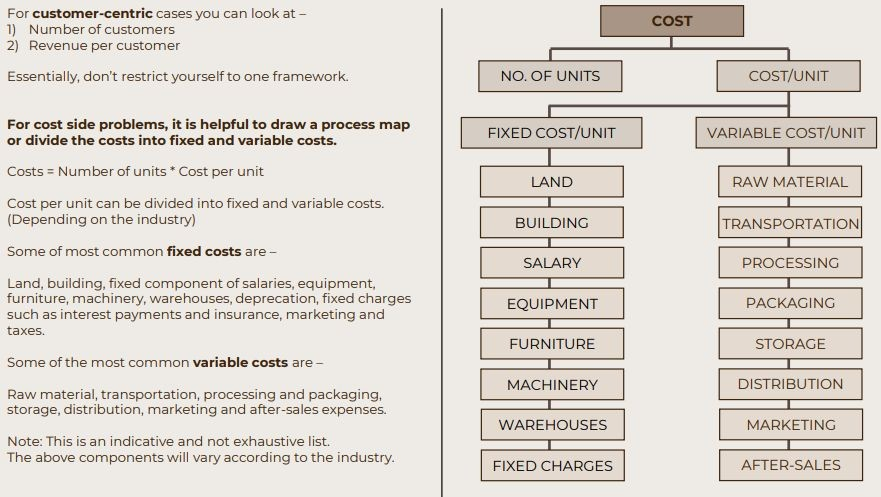 For customer-centric cases you can look at –
1) Number of customers
2) Revenue per customer
Essentially, don't restrict yourself to one framework.
For cost side problems, it is helpful to draw a process map
or divide the costs into fixed and variable costs.
Costs = Number of units * Cost per unit
Cost per unit can be divided into fixed and variable costs.
(Depending on the industry)
Some of most common fixed costs are –
Land, building, fixed component of salaries, equipment,
furniture, machinery, warehouses, deprecation, fixed charges
such as interest payments and insurance, marketing and
taxes.
Some of the most common variable costs are –
Raw material, transportation, processing and packaging,
storage, distribution, marketing and after-sales expenses.
Note: This is an indicative and not exhaustive list.
The above components will vary according to the industry.
COST
NO. OF UNITS
COST/UNIT
FIXED COST/UNIT
VARIABLE COST/UNIT
LAND
BUILDING
SALARY
EQUIPMENT
FURNITURE
MACHINERY
WAREHOUSES
FIXED CHARGES
RAW MATERIAL
TRANSPORTATION
PROCESSING
PACKAGING
STORAGE
DISTRIBUTION
MARKETING
AFTER-SALES